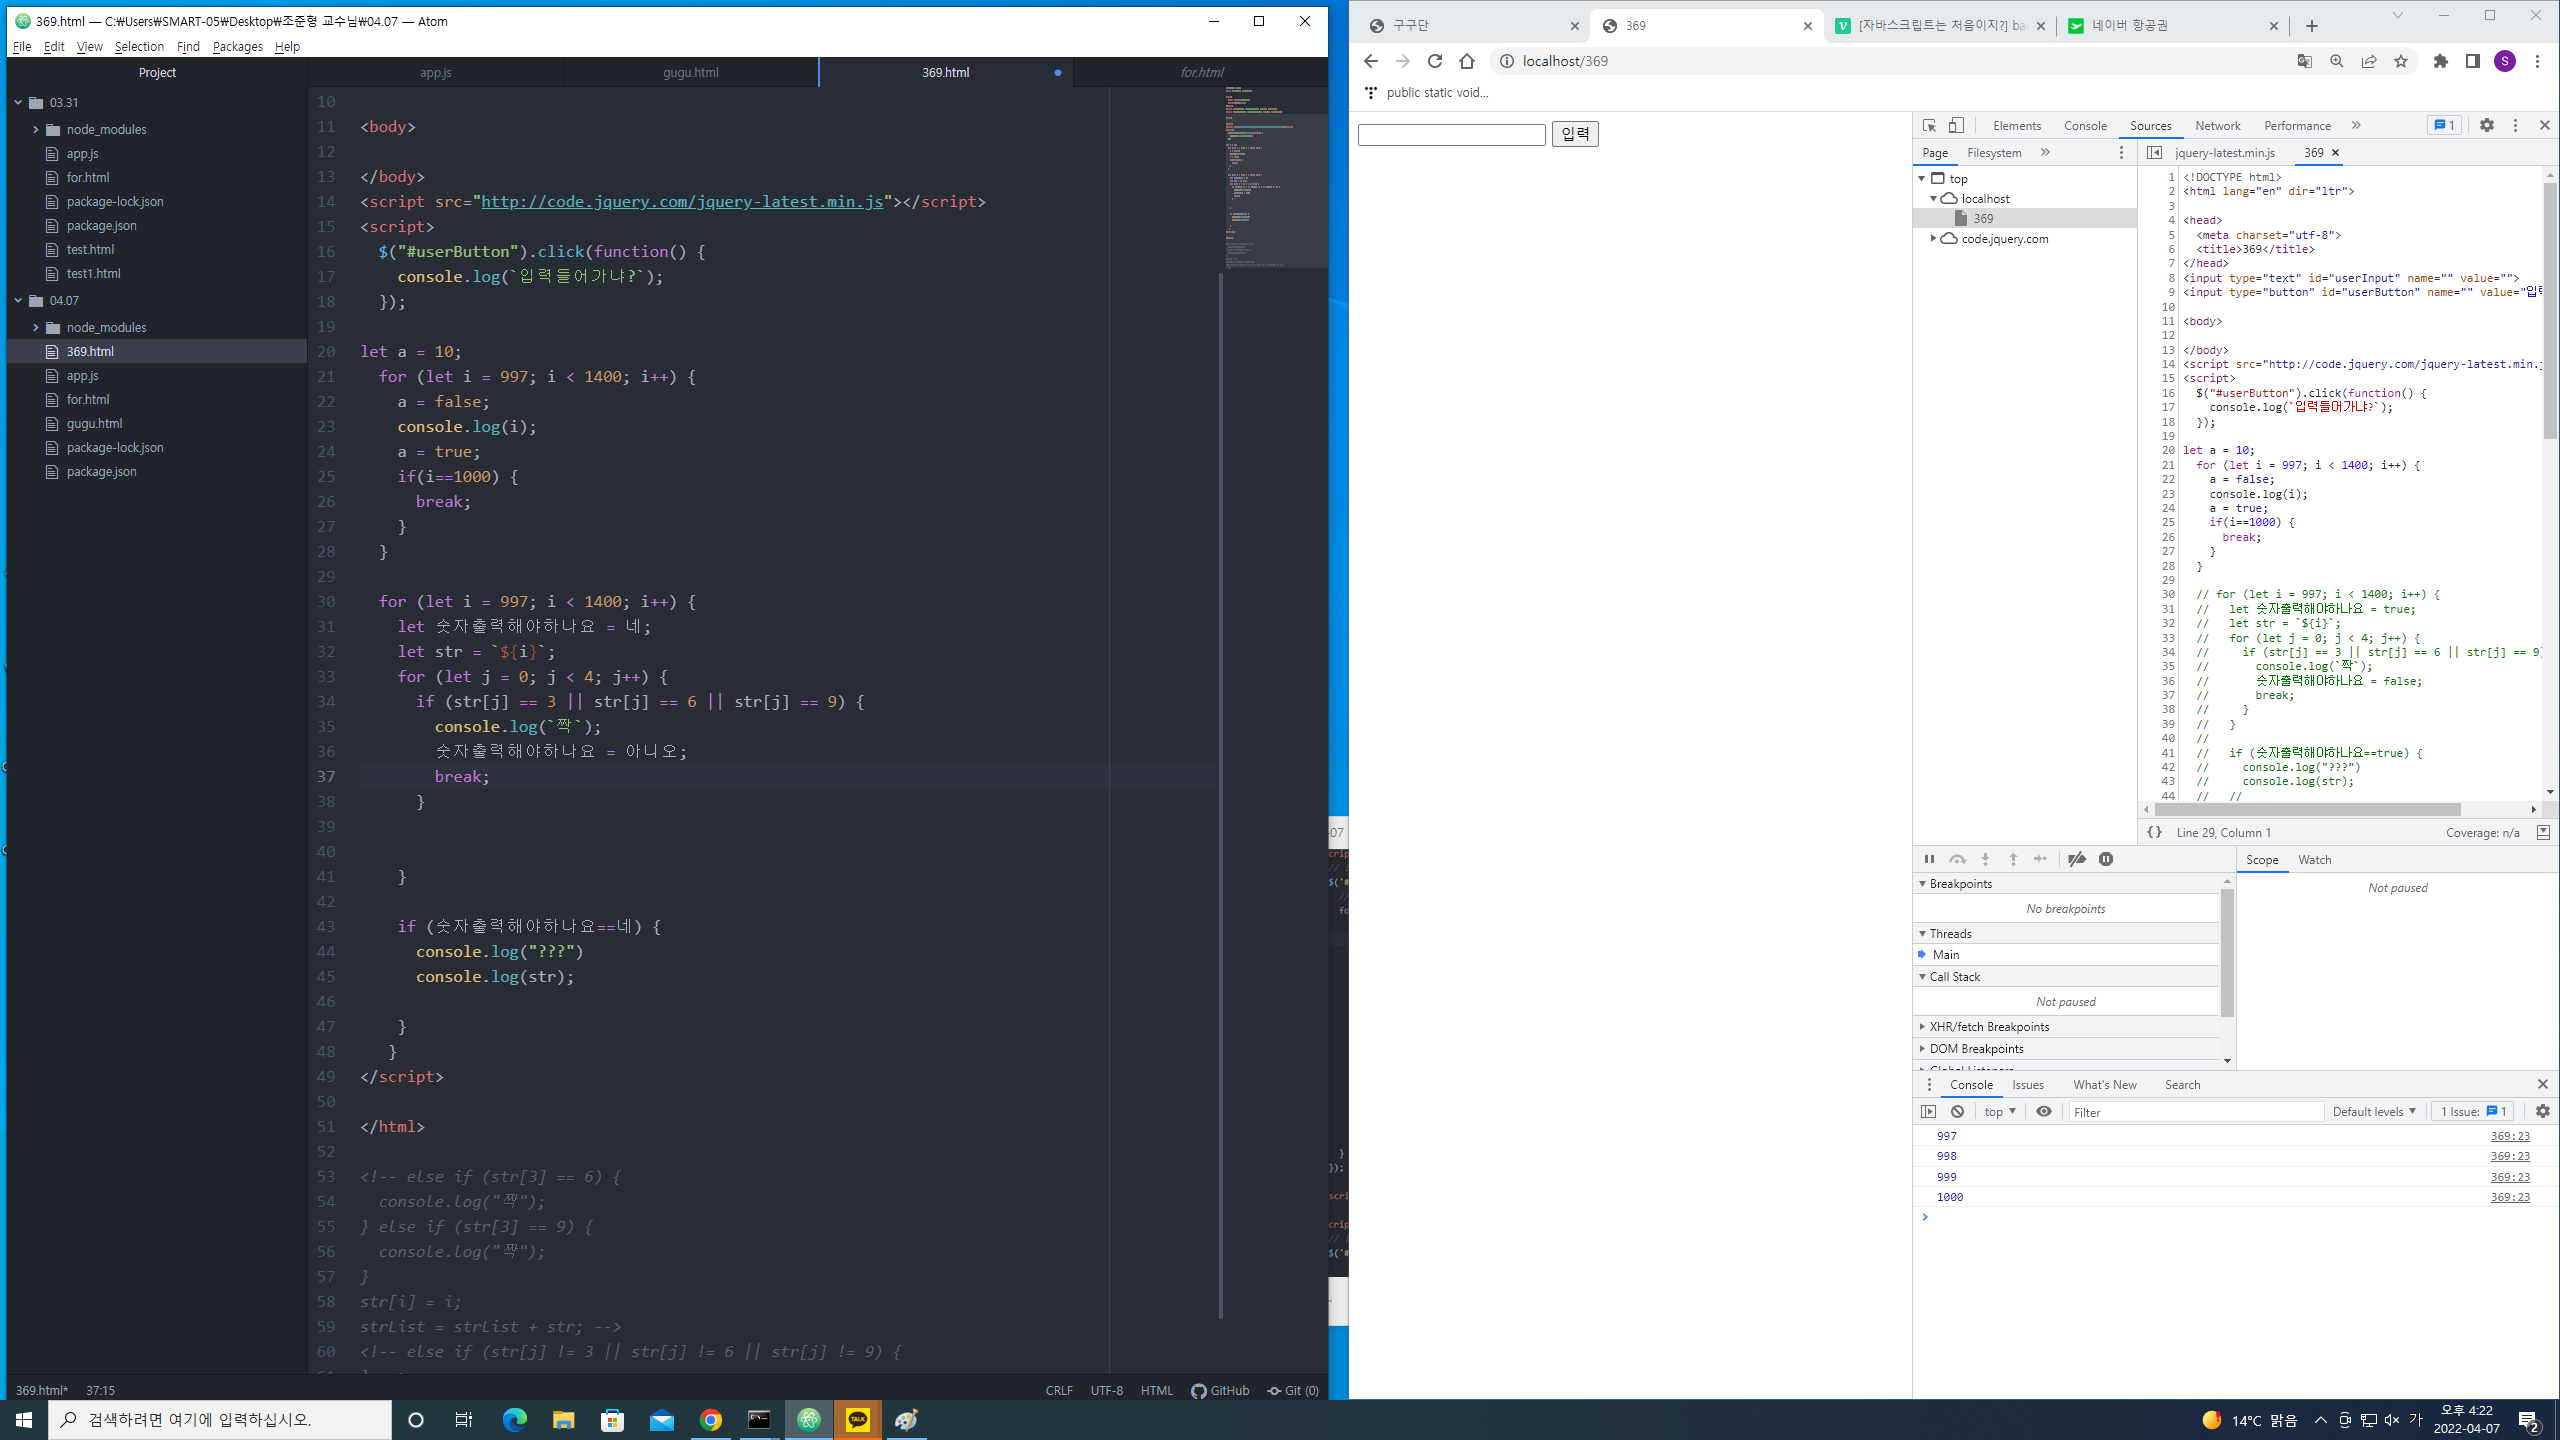 369.html — C:₩Users₩SMART-05₩Desktop₩조준형 교수님₩04.07 — Atom
File Edit View Selection Find Packages Help
Project
app.js
gugu.html
369.html
for.html
03.31
node_modules
app.js
for.html
package-lock.json
package.json
test.html
test1.html
04.07
node_modules
369.html
app.js
for.html
gugu.html
package-lock.json
package.json
10
11 <body>
12
13 </body>
14 <script src="http://code.jquery.com/jquery-latest.min.js"></script>
15 <script>
16 $("#userButton").click(function() {
17 console.log(`입력들어가냐?`);
18 });
19
20 let a = 10;
21 for (let i = 997; i < 1400; i++) {
22 a = false;
23 console.log(i);
24 a = true;
25 if(i==1000) {
26 break;
27 }
28 }
29
30 for (let i = 997; i < 1400; i++) {
31 let 숫자출력해야하나요 = 네;
32 let str = `${i}`;
33 for (let j = 0; j < 4; j++) {
34 if (str[j] == 3 || str[j] == 6 || str[j] == 9) {
35 console.log(`짝`);
36 숫자출력해야하나요 = 아니오;
37 break;
38 }
39
40
41 }
42
43 if (숫자출력해야하나요==네) {
44 console.log("???")
45 console.log(str);
46
47 }
48 }
49 </script>
50
51 </html>
52
53 <!-- else if (str[3] == 6) {
54 console.log("짝");
55 } else if (str[3] == 9) {
56 console.log("짝");
57 }
58 str[i] = i;
59 strList = strList + str; -->
60 <!-- else if (str[j] != 3 || str[j] != 6 || str[j] != 9) {
369.html* 37:15
CRLF UTF-8 HTML GitHub Git (0)
구구단
369
[자바스크립트는 처음이지?] ba
네이버 항공권
localhost/369
S
public static void...
입력
Elements Console Sources Network Performance » 1
Page Filesystem »
jquery-latest.min.js 369
top
localhost
369
code.jquery.com
1 <!DOCTYPE html>
2 <html lang="en" dir="ltr">
3
4 <head>
5 <meta charset="utf-8">
6 <title>369</title>
7 </head>
8 <input type="text" id="userInput" name="" value="">
9 <input type="button" id="userButton" name="" value="입력
10
11 <body>
12
13 </body>
14 <script src="http://code.jquery.com/jquery-latest.min.j
15 <script>
16 $("#userButton").click(function() {
17 console.log(`입력들어가냐?`);
18 });
19
20 let a = 10;
21 for (let i = 997; i < 1400; i++) {
22 a = false;
23 console.log(i);
24 a = true;
25 if(i==1000) {
26 break;
27 }
28 }
29
30 // for (let i = 997; i < 1400; i++) {
31 // let 숫자출력해야하나요 = true;
32 // let str = `${i}`;
33 // for (let j = 0; j < 4; j++) {
34 // if (str[j] == 3 || str[j] == 6 || str[j] == 9)
35 // console.log(`짝`);
36 // 숫자출력해야하나요 = false;
37 // break;
38 // }
39 // }
40 //
41 // if (숫자출력해야하나요==true) {
42 // console.log("???")
43 // console.log(str);
44 // //
{} Line 29, Column 1
Coverage: n/a
Scope Watch
Not paused
Breakpoints
No breakpoints
Threads
Main
Call Stack
Not paused
XHR/fetch Breakpoints
DOM Breakpoints
Global Listeners
Console Issues What's New Search
top Filter Default levels 1 Issue: 1
997 369:23
998 369:23
999 369:23
1000 369:23
검색하려면 여기에 입력하십시오.
TALK
14°C 맑음
가
오후 4:22
2022-04-07
2